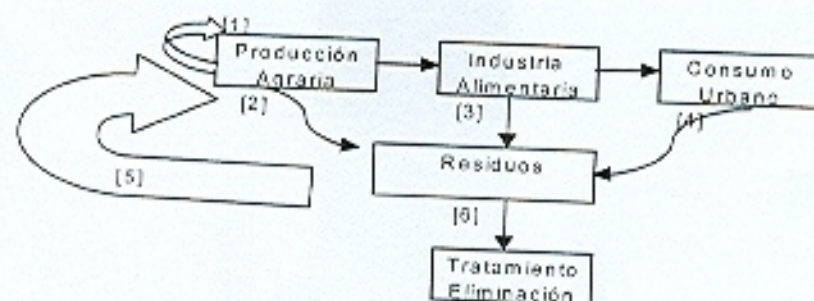 [1]
Producción
Agraria
Industria
Alimentaria
Consumo
Urbano
[2]
[3]
[4]
Residuos
[5]
[6]
Tratamiento
Eliminación